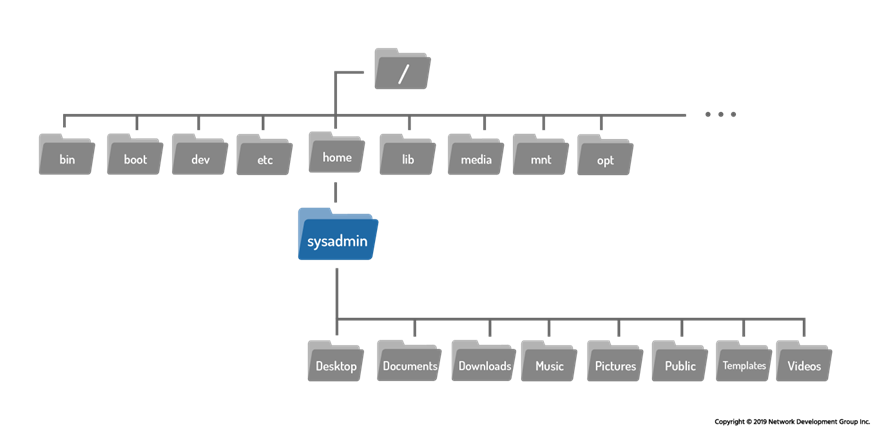 /
bin boot dev etc home lib media mnt opt
sysadmin
Desktop Documents Downloads Music Pictures Public Templates Videos
Copyright © 2019 Network Development Group Inc.